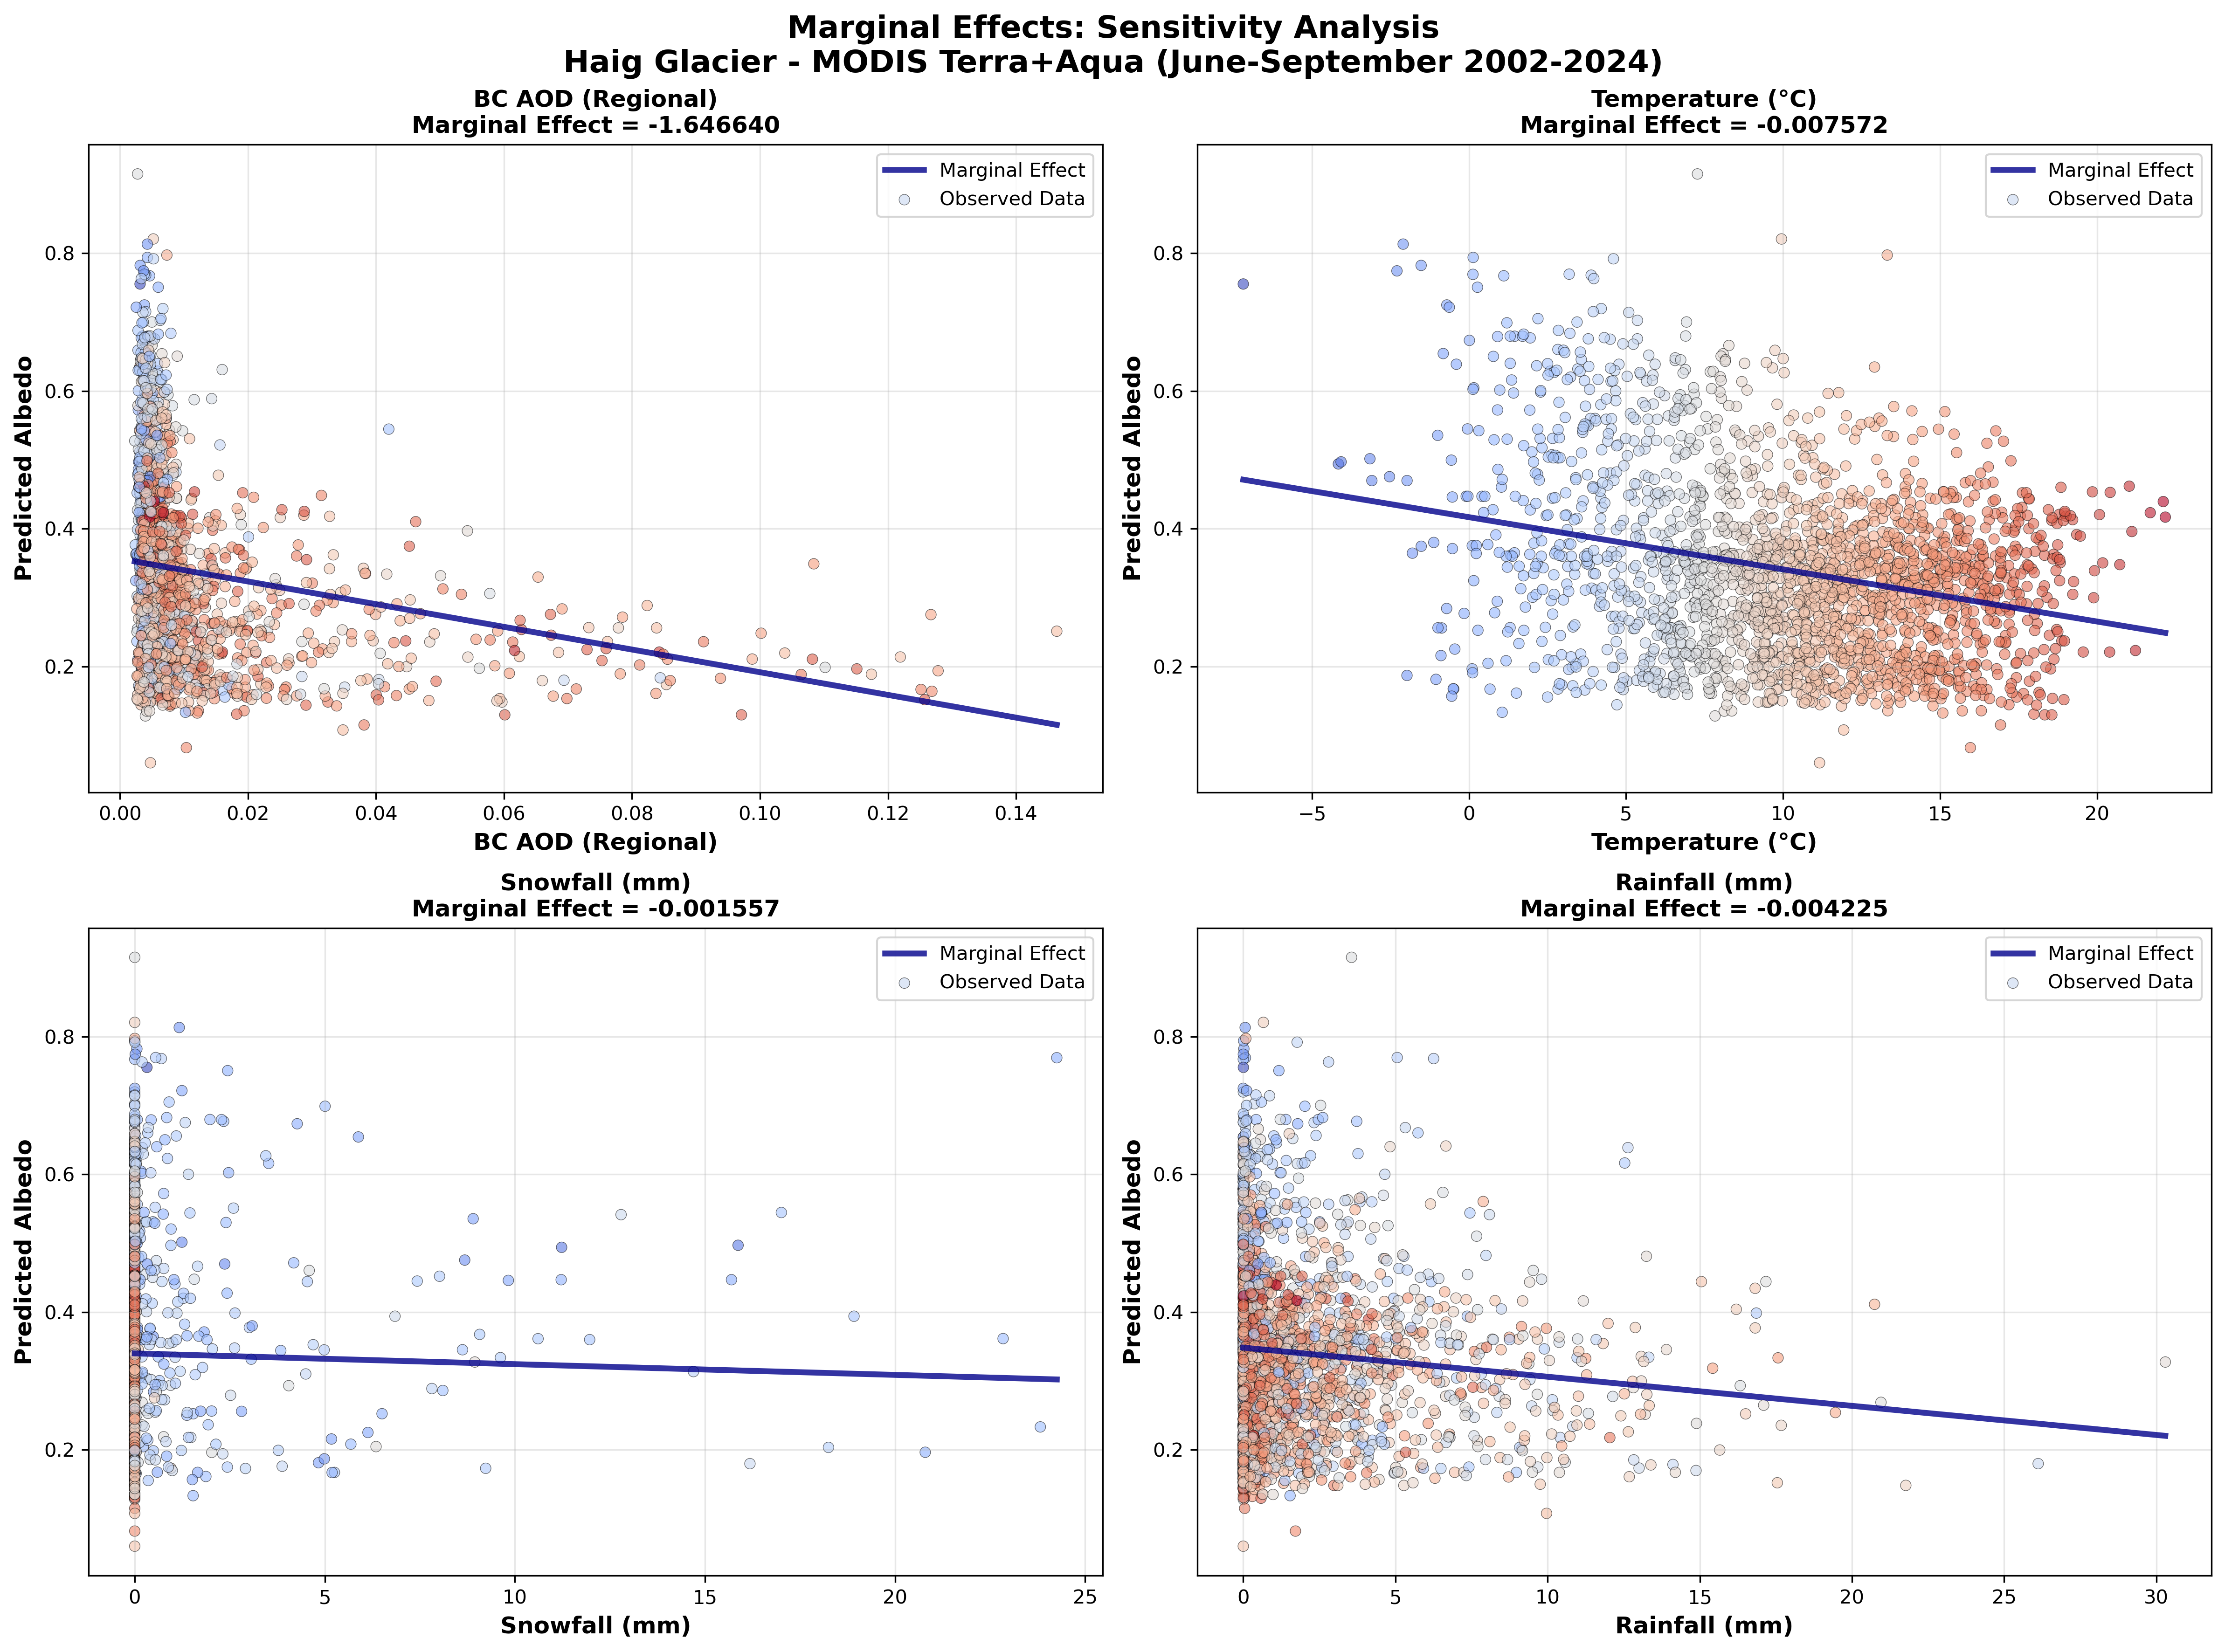 Marginal Effects: Sensitivity Analysis
Haig Glacier - MODIS Terra+Aqua (June-September 2002-2024)
BC AOD (Regional)
Marginal Effect = -1.646640
Marginal Effect
Observed Data
Predicted Albedo
0.8
0.6
0.4
0.2
0.00
0.02
0.04
0.06
0.08
0.10
0.12
0.14
BC AOD (Regional)
Temperature (°C)
Marginal Effect = -0.007572
Marginal Effect
Observed Data
Predicted Albedo
0.8
0.6
0.4
0.2
−5
0
5
10
15
20
Temperature (°C)
Snowfall (mm)
Marginal Effect = -0.001557
Marginal Effect
Observed Data
Predicted Albedo
0.8
0.6
0.4
0.2
0
5
10
15
20
25
Snowfall (mm)
Rainfall (mm)
Marginal Effect = -0.004225
Marginal Effect
Observed Data
Predicted Albedo
0.8
0.6
0.4
0.2
0
5
10
15
20
25
30
Rainfall (mm)